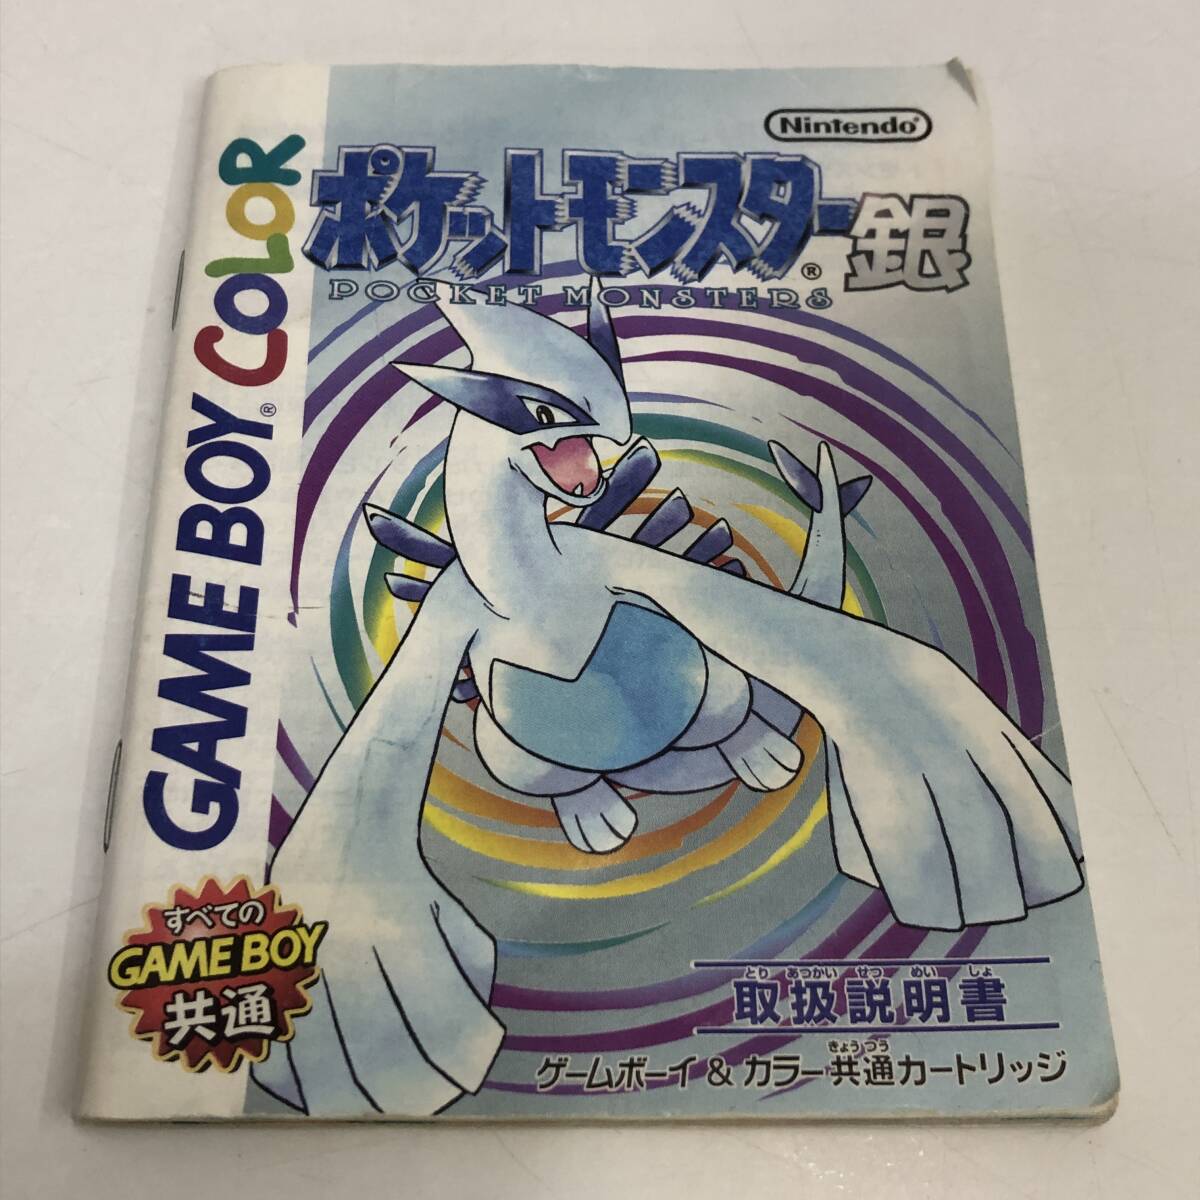 Nintendo®
ポケットモンスター®銀
POCKET MONSTERS
GAME BOY® COLOR
すべての
GAME BOY
共通
とり あつかい せつ めい しょ
取扱説明書
きょうつう
ゲームボーイ & カラー共通カートリッジ